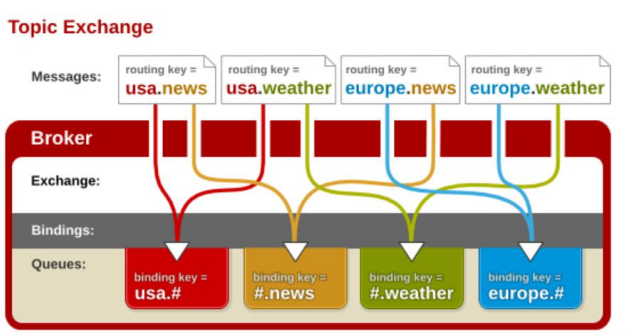 Topic Exchange
Messages:
routing key =
usa.news
routing key =
usa.weather
routing key =
europe.news
routing key =
europe.weather
Broker
Exchange:
Bindings:
Queues:
binding key =
usa.#
binding key =
#.news
binding key =
#.weather
binding key =
europe.#